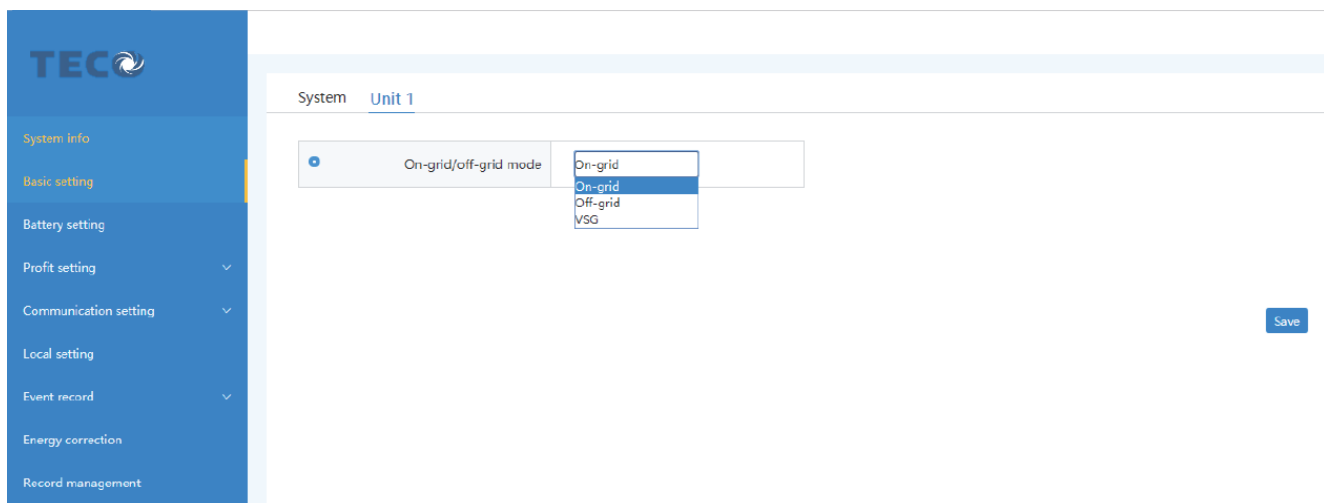 TECO
System info
Basic setting
Battery setting
Profit setting
Communication setting
Local setting
Event record
Energy correction
Record management
System Unit 1
On-grid/off-grid mode On-grid
On-grid
Off-grid
VSG
Save